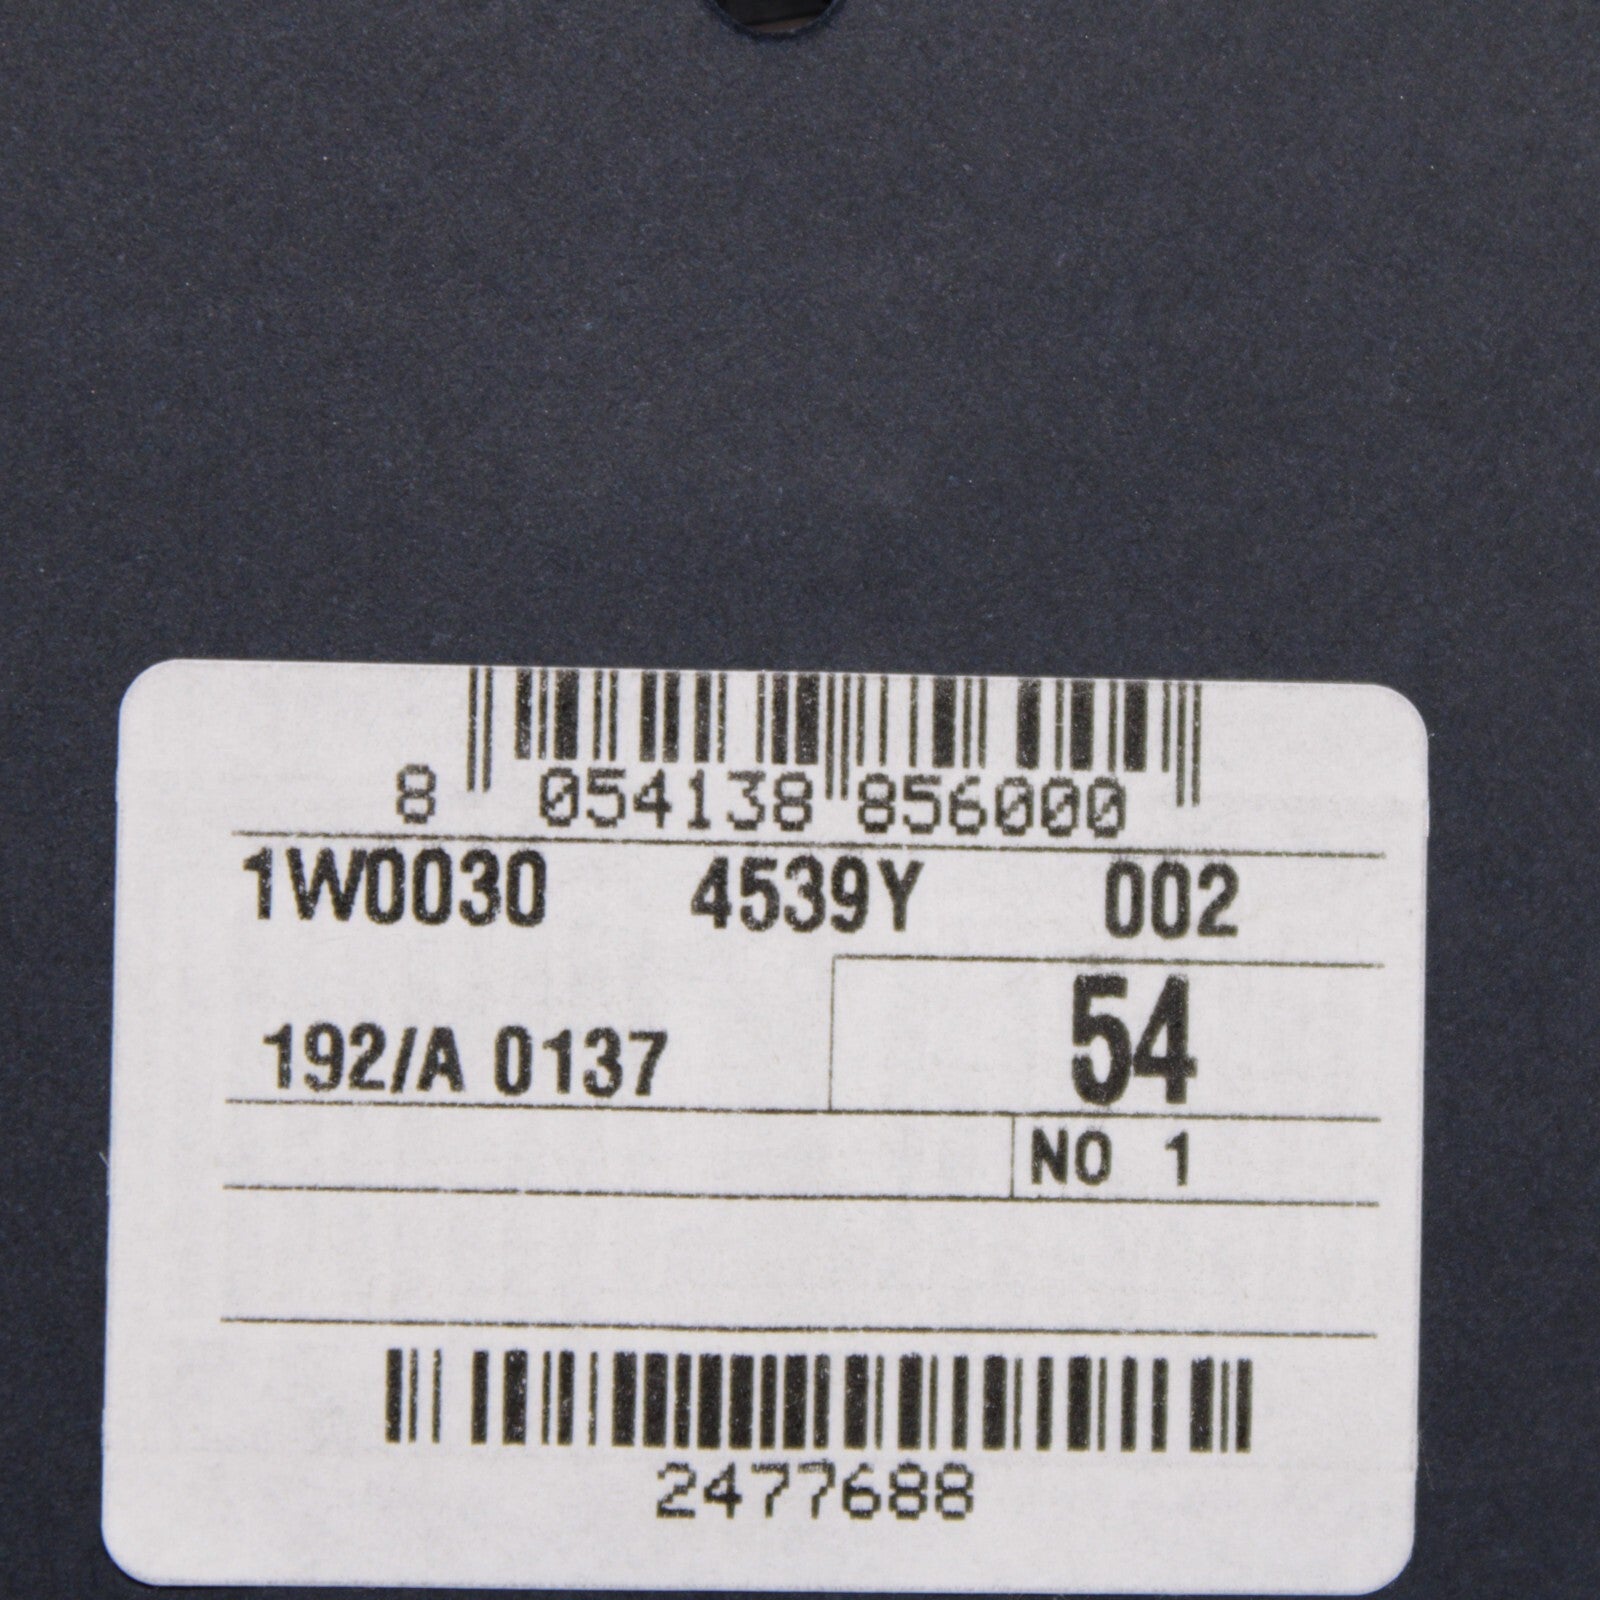 8 054138 856000
1W0030 4539Y 002
192/A 0137 54
NO 1
2477688